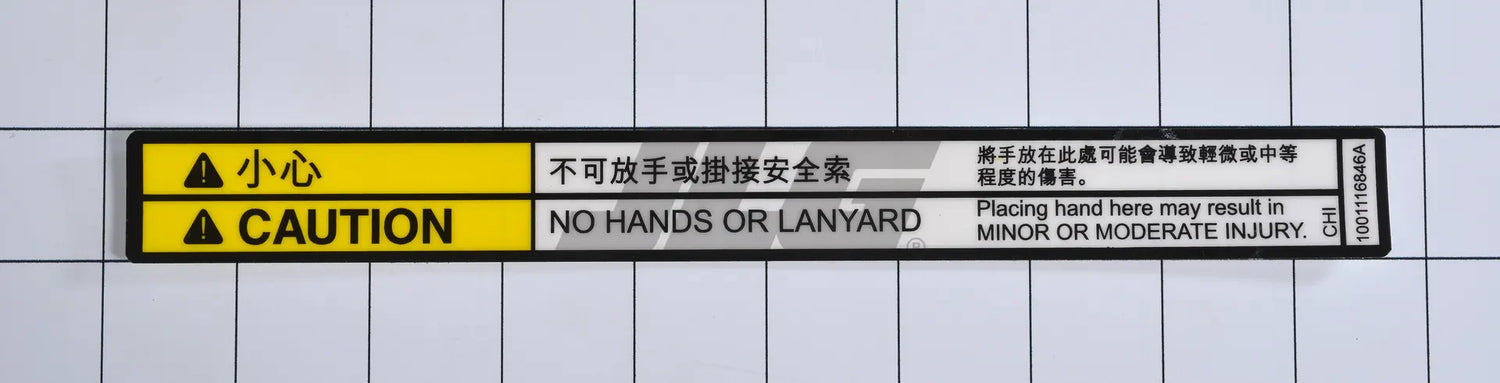 小心
不可放手或掛接安全索
將手放在此處可能會導致輕微或中等
程度的傷害。
CAUTION
NO HANDS OR LANYARD
Placing hand here may result in
MINOR OR MODERATE INJURY.
CHI
1001116846A
JLG
®